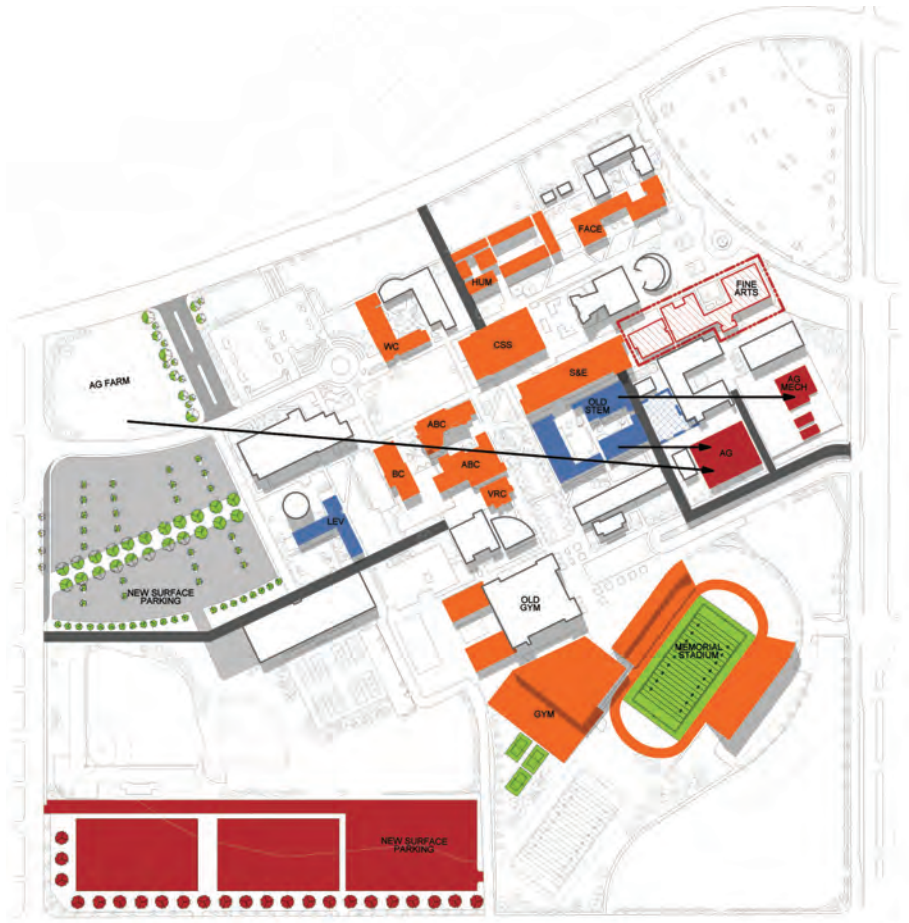 FACE
HUM
FINE
ARTS
WC
CSS
S&E
AG FARM
AG
MECH
OLD
STEM
ABC
AG
BC
ABC
VRC
LEV
NEW SURFACE
PARKING
OLD
GYM
MEMORIAL
STADIUM
GYM
NEW SURFACE
PARKING